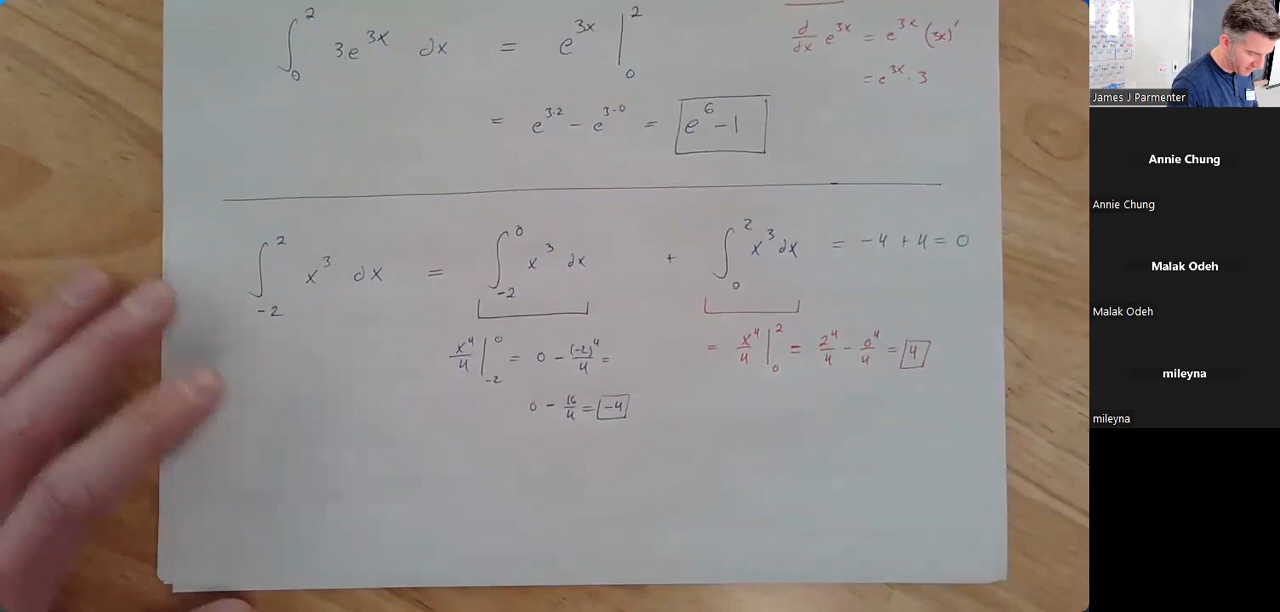 ∫₀² 3e^{3x} dx = e^{3x} |₀²
d/dx e^{3x} = e^{3x} (3x)'
= e^{3x} · 3
= e^{3·2} − e^{3·0} = e⁶ − 1
∫₋₂² x³ dx = ∫₋₂⁰ x³ dx + ∫₀² x³ dx = −4 + 4 = 0
x⁴/4 |₋₂⁰ = 0 − (−2)⁴/4 =
0 − 16/4 = −4
= x⁴/4 |₀² = 2⁴/4 − 0⁴/4 = 4
James J Parmenter
Annie Chung
Annie Chung
Malak Odeh
Malak Odeh
mileyna
mileyna